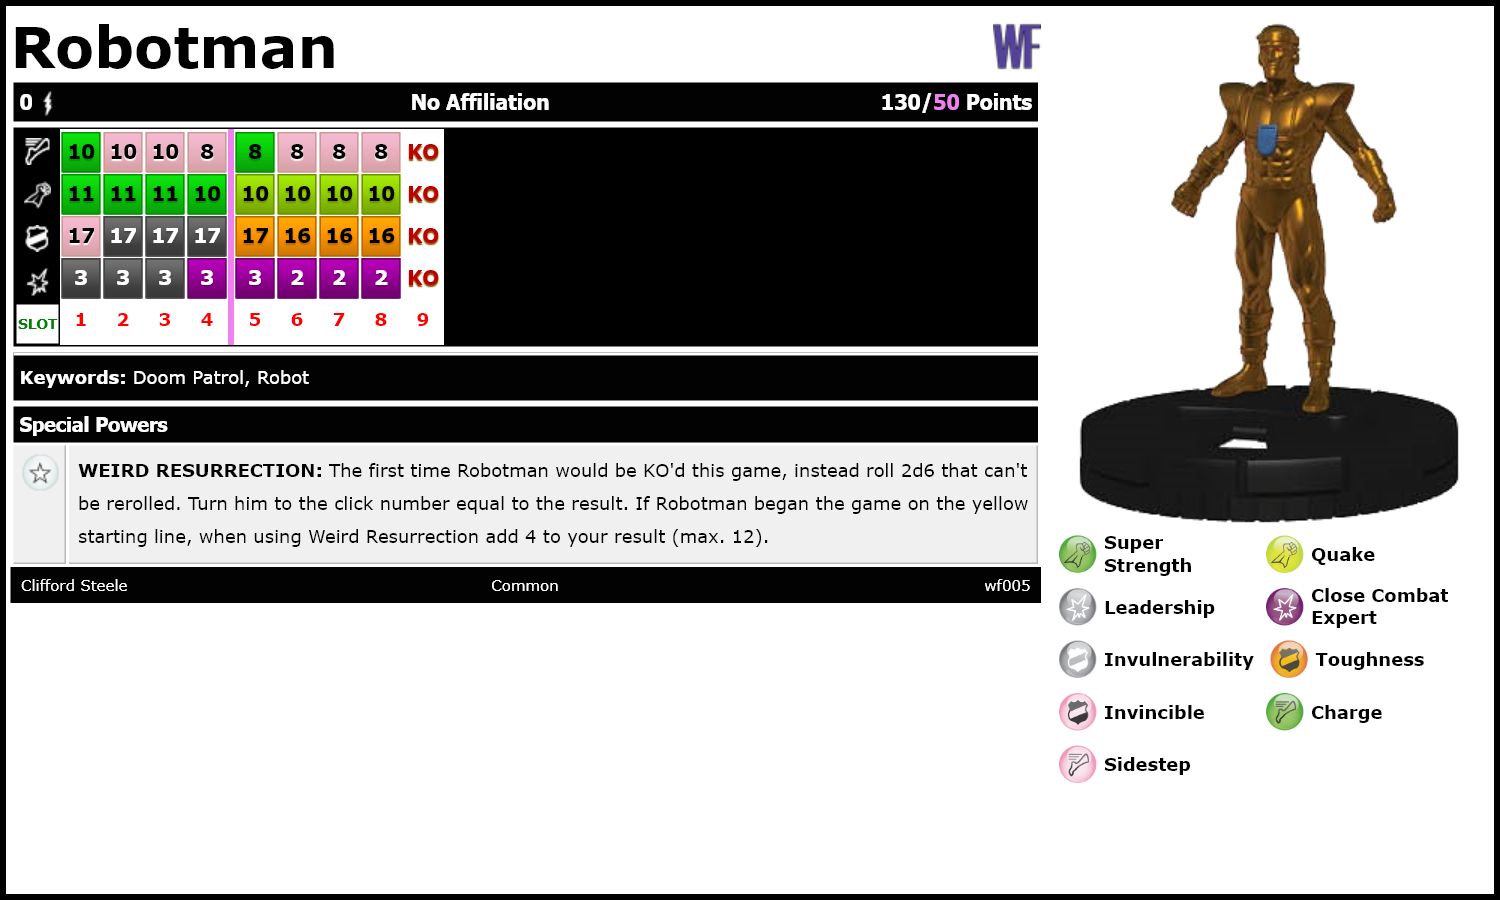 Robotman
WF
0 No Affiliation 130/50 Points
10 10 10 8 8 8 8 8 KO
11 11 11 10 10 10 10 10 KO
17 17 17 17 17 16 16 16 KO
3 3 3 3 3 2 2 2 KO
SLOT 1 2 3 4 5 6 7 8 9
Keywords: Doom Patrol, Robot
Special Powers
WEIRD RESURRECTION: The first time Robotman would be KO'd this game, instead roll 2d6 that can't
be rerolled. Turn him to the click number equal to the result. If Robotman began the game on the yellow
starting line, when using Weird Resurrection add 4 to your result (max. 12).
Clifford Steele Common wf005
Super
Strength
Quake
Leadership
Close Combat
Expert
Invulnerability
Toughness
Invincible
Charge
Sidestep